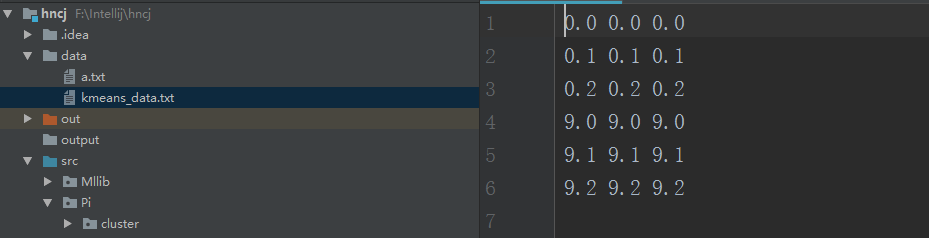 hncj F:\Intellij\hncj
.idea
data
a.txt
kmeans_data.txt
out
output
src
Mllib
Pi
cluster
1 0.0 0.0 0.0
2 0.1 0.1 0.1
3 0.2 0.2 0.2
4 9.0 9.0 9.0
5 9.1 9.1 9.1
6 9.2 9.2 9.2
7